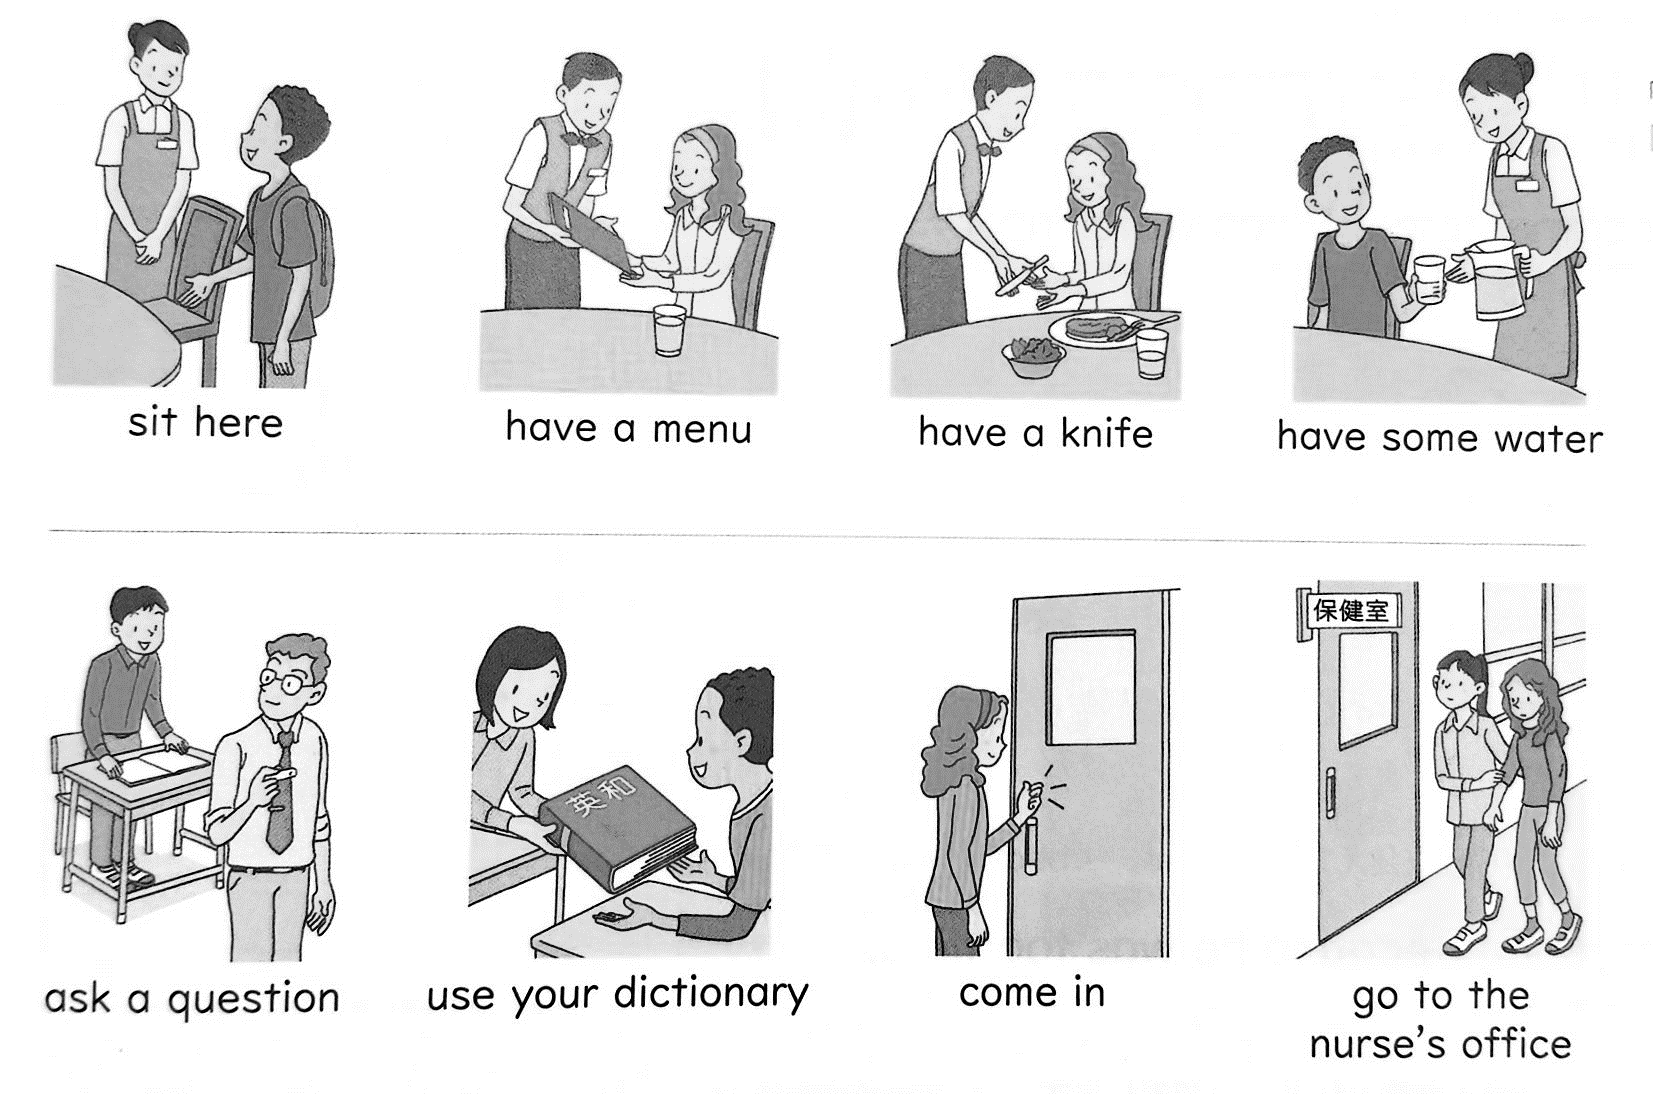 sit here
have a menu
have a knife
have some water
保健室
英和
ask a question
use your dictionary
come in
go to the
nurse's office